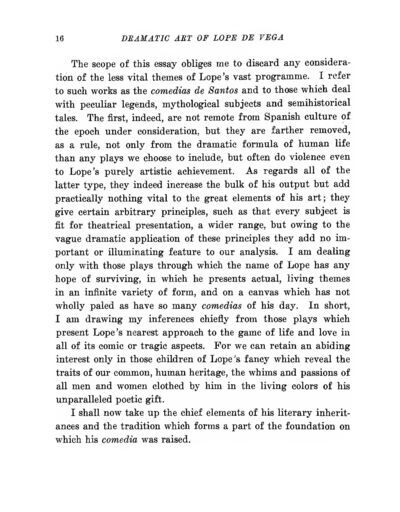 16 DRAMATIC ART OF LOPE DE VEGA
The scope of this essay obliges me to discard any considera-
tion of the less vital themes of Lope's vast programme. I refer
to such works as the comedias de Santos and to those which deal
with peculiar legends, mythological subjects and semihistorical
tales. The first, indeed, are not remote from Spanish culture of
the epoch under consideration, but they are farther removed,
as a rule, not only from the dramatic formula of human life
than any plays we choose to include, but often do violence even
to Lope's purely artistic achievement. As regards all of the
latter type, they indeed increase the bulk of his output but add
practically nothing vital to the great elements of his art; they
give certain arbitrary principles, such as that every subject is
fit for theatrical presentation, a wider range, but owing to the
vague dramatic application of these principles they add no im-
portant or illuminating feature to our analysis. I am dealing
only with those plays through which the name of Lope has any
hope of surviving, in which he presents actual, living themes
in an infinite variety of form, and on a canvas which has not
wholly paled as have so many comedias of his day. In short,
I am drawing my inferences chiefly from those plays which
present Lope's nearest approach to the game of life and love in
all of its comic or tragic aspects. For we can retain an abiding
interest only in those children of Lope's fancy which reveal the
traits of our common, human heritage, the whims and passions of
all men and women clothed by him in the living colors of his
unparalleled poetic gift.
I shall now take up the chief elements of his literary inherit-
ances and the tradition which forms a part of the foundation on
which his comedia was raised.